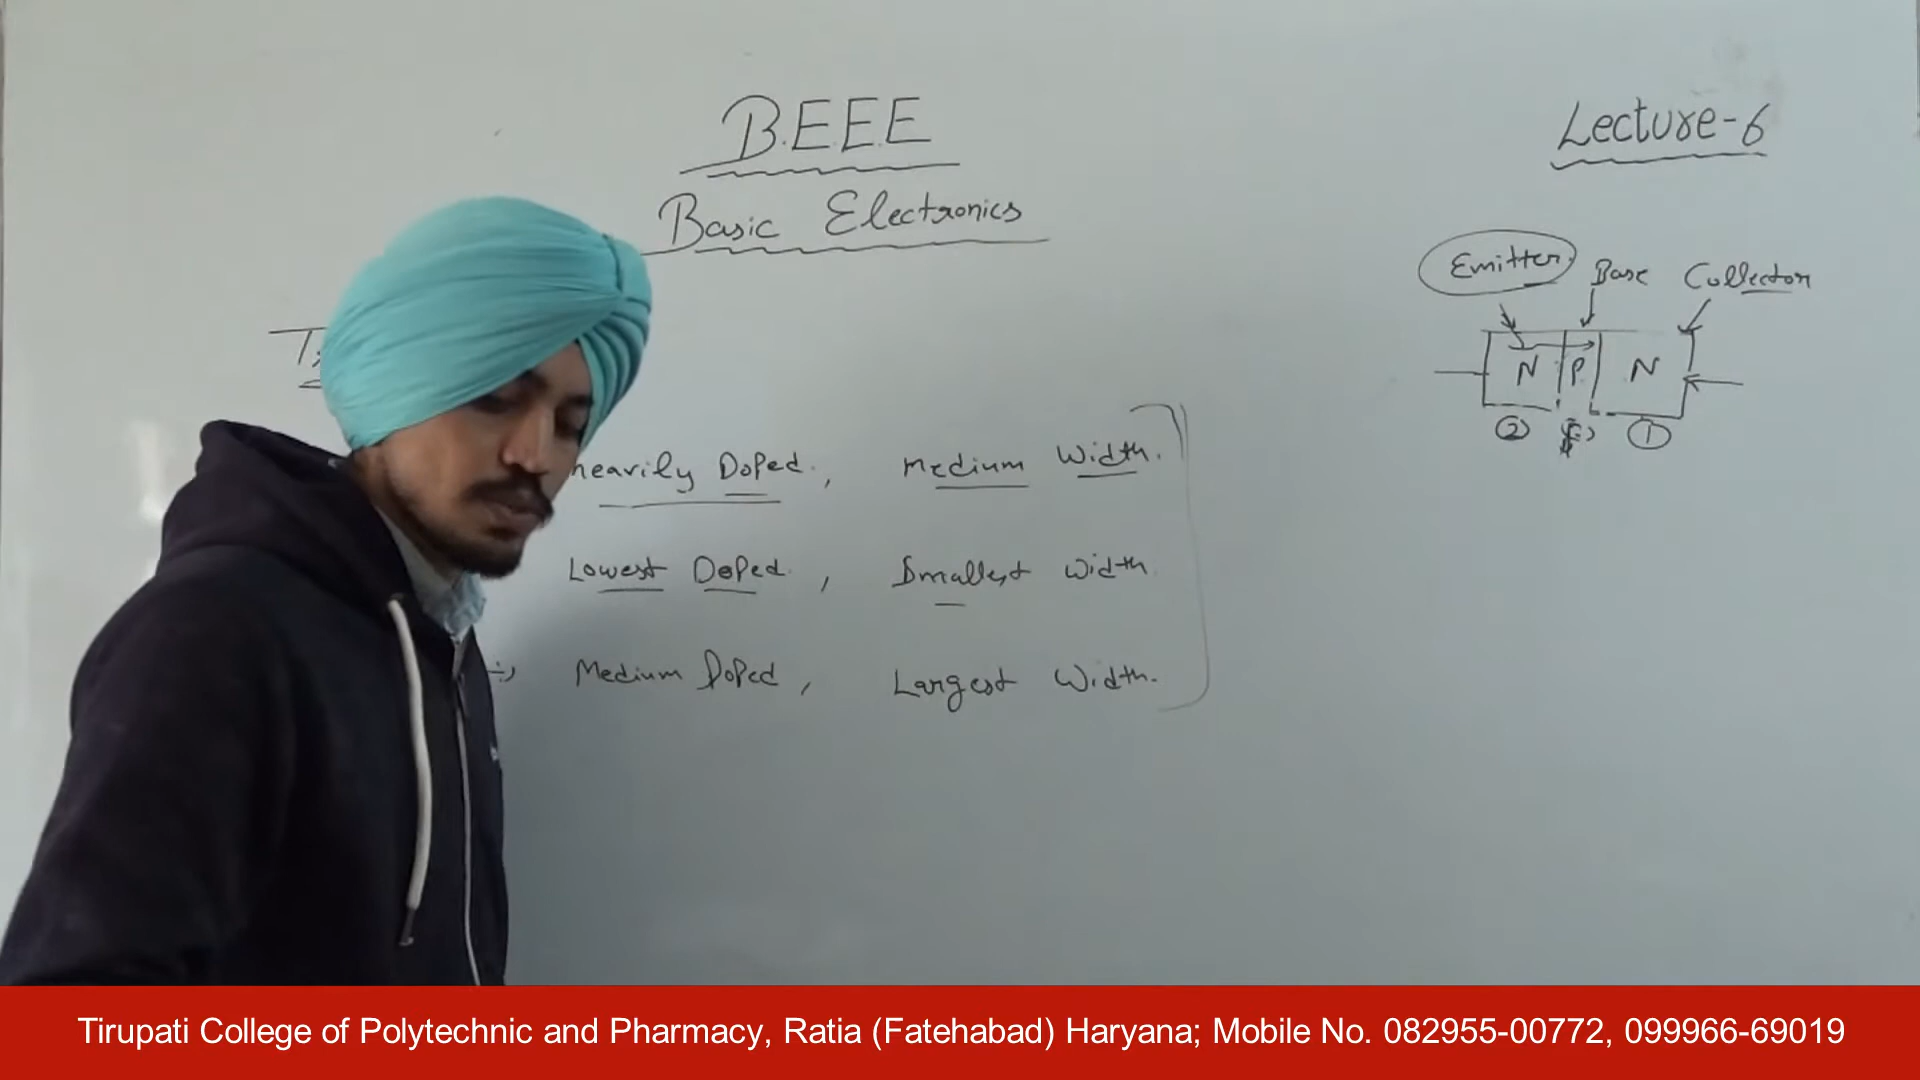 B.E.E.E
Lecture-6
Basic Electronics
Emitter Base Collector
N P N
2 1
heavily Doped, Medium Width.
Lowest Doped, Smallest Width
Medium Doped, Largest Width.
Tirupati College of Polytechnic and Pharmacy, Ratia (Fatehabad) Haryana; Mobile No. 082955-00772, 099966-69019